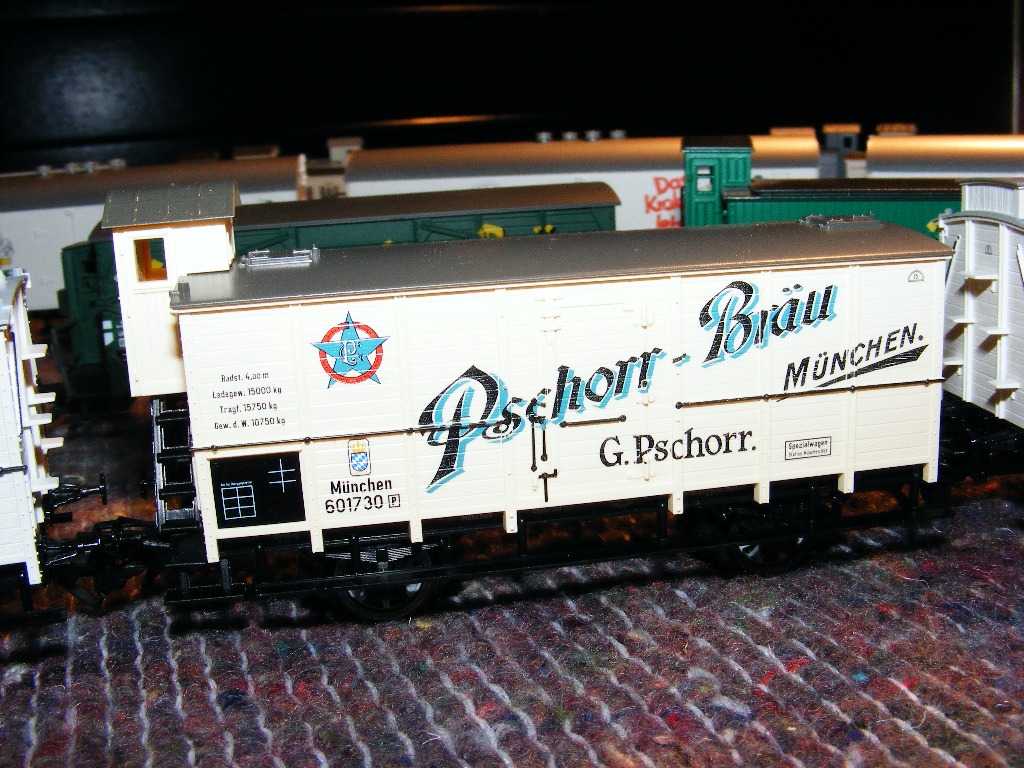 Das
Pschorr-Bräu
MÜNCHEN.
Radst. 4,00 m
Ladegew. 15000 kg
Tragf. 15750 kg
Gew. d. W. 10750 kg
G. Pschorr.
Spezialwagen
München
601730 P